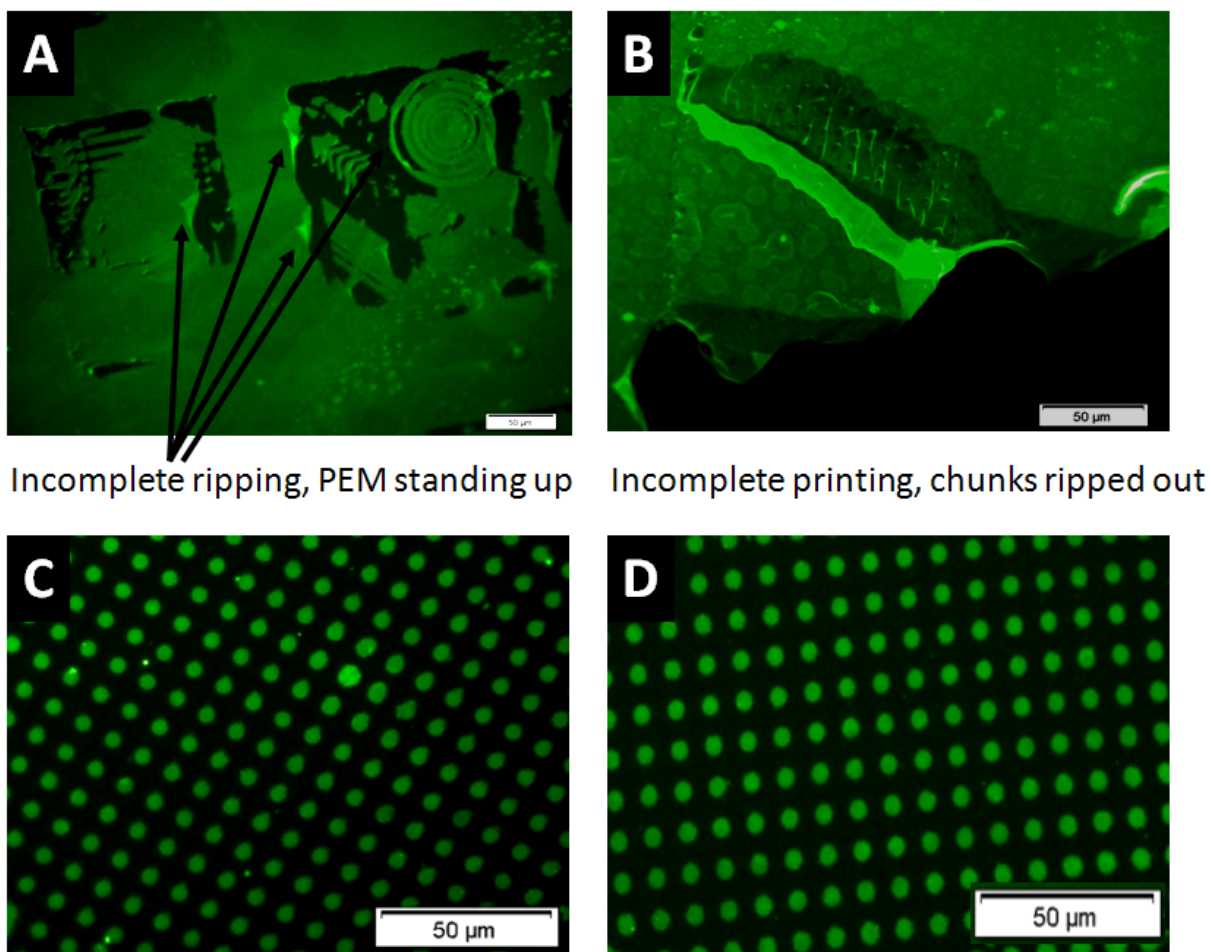 A
B
50 µm
50 µm
Incomplete ripping, PEM standing up
Incomplete printing, chunks ripped out
C
D
50 µm
50 µm